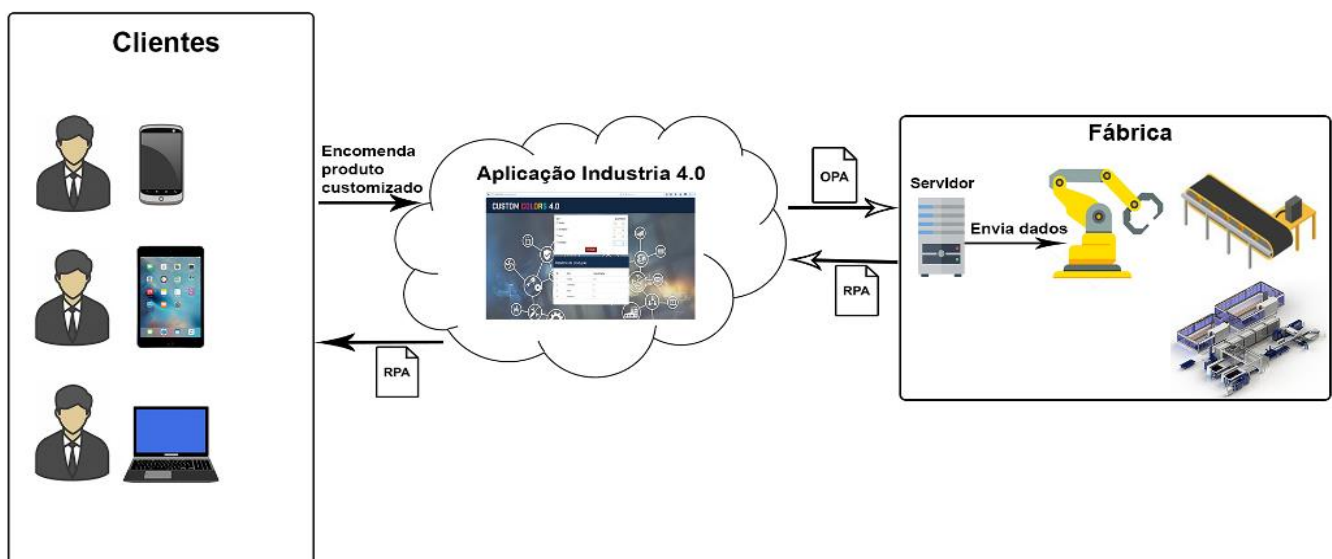 Clientes
Encomenda
produto
customizado
RPA
Aplicação Industria 4.0
CUSTOM COLORS 4.0
OPA
RPA
Fábrica
Servidor
Envia dados